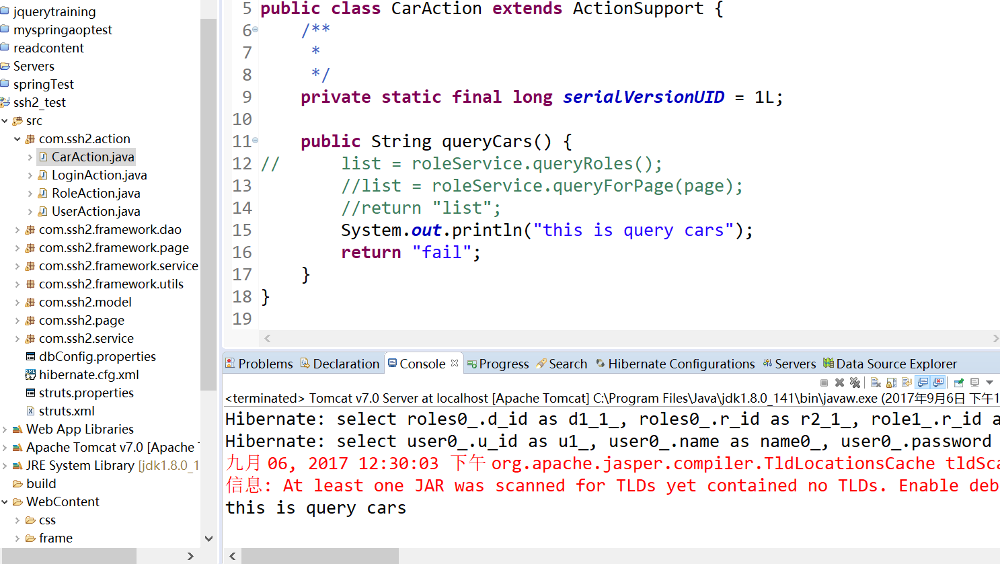 jquerytraining
myspringaoptest
readcontent
Servers
springTest
ssh2_test
src
com.ssh2.action
CarAction.java
LoginAction.java
RoleAction.java
UserAction.java
com.ssh2.framework.dao
com.ssh2.framework.page
com.ssh2.framework.service
com.ssh2.framework.utils
com.ssh2.model
com.ssh2.page
com.ssh2.service
dbConfig.properties
hibernate.cfg.xml
struts.properties
struts.xml
Web App Libraries
Apache Tomcat v7.0 [Apache
JRE System Library [jdk1.8.0_1
build
WebContent
css
frame
5 public class CarAction extends ActionSupport {
6 /**
7 *
8 */
9 private static final long serialVersionUID = 1L;
10
11 public String queryCars() {
12 // list = roleService.queryRoles();
13 //list = roleService.queryForPage(page);
14 //return "list";
15 System.out.println("this is query cars");
16 return "fail";
17 }
18 }
19
Problems Declaration Console Progress Search Hibernate Configurations Servers Data Source Explorer
<terminated> Tomcat v7.0 Server at localhost [Apache Tomcat] C:\Program Files\Java\jdk1.8.0_141\bin\javaw.exe (2017年9月6日 下午1
Hibernate: select roles0_.d_id as d1_1_, roles0_.r_id as r2_1_, role1_.r_id a
Hibernate: select user0_.u_id as u1_, user0_.name as name0_, user0_.password
九月 06, 2017 12:30:03 下午 org.apache.jasper.compiler.TldLocationsCache tldSca
信息: At least one JAR was scanned for TLDs yet contained no TLDs. Enable deb
this is query cars